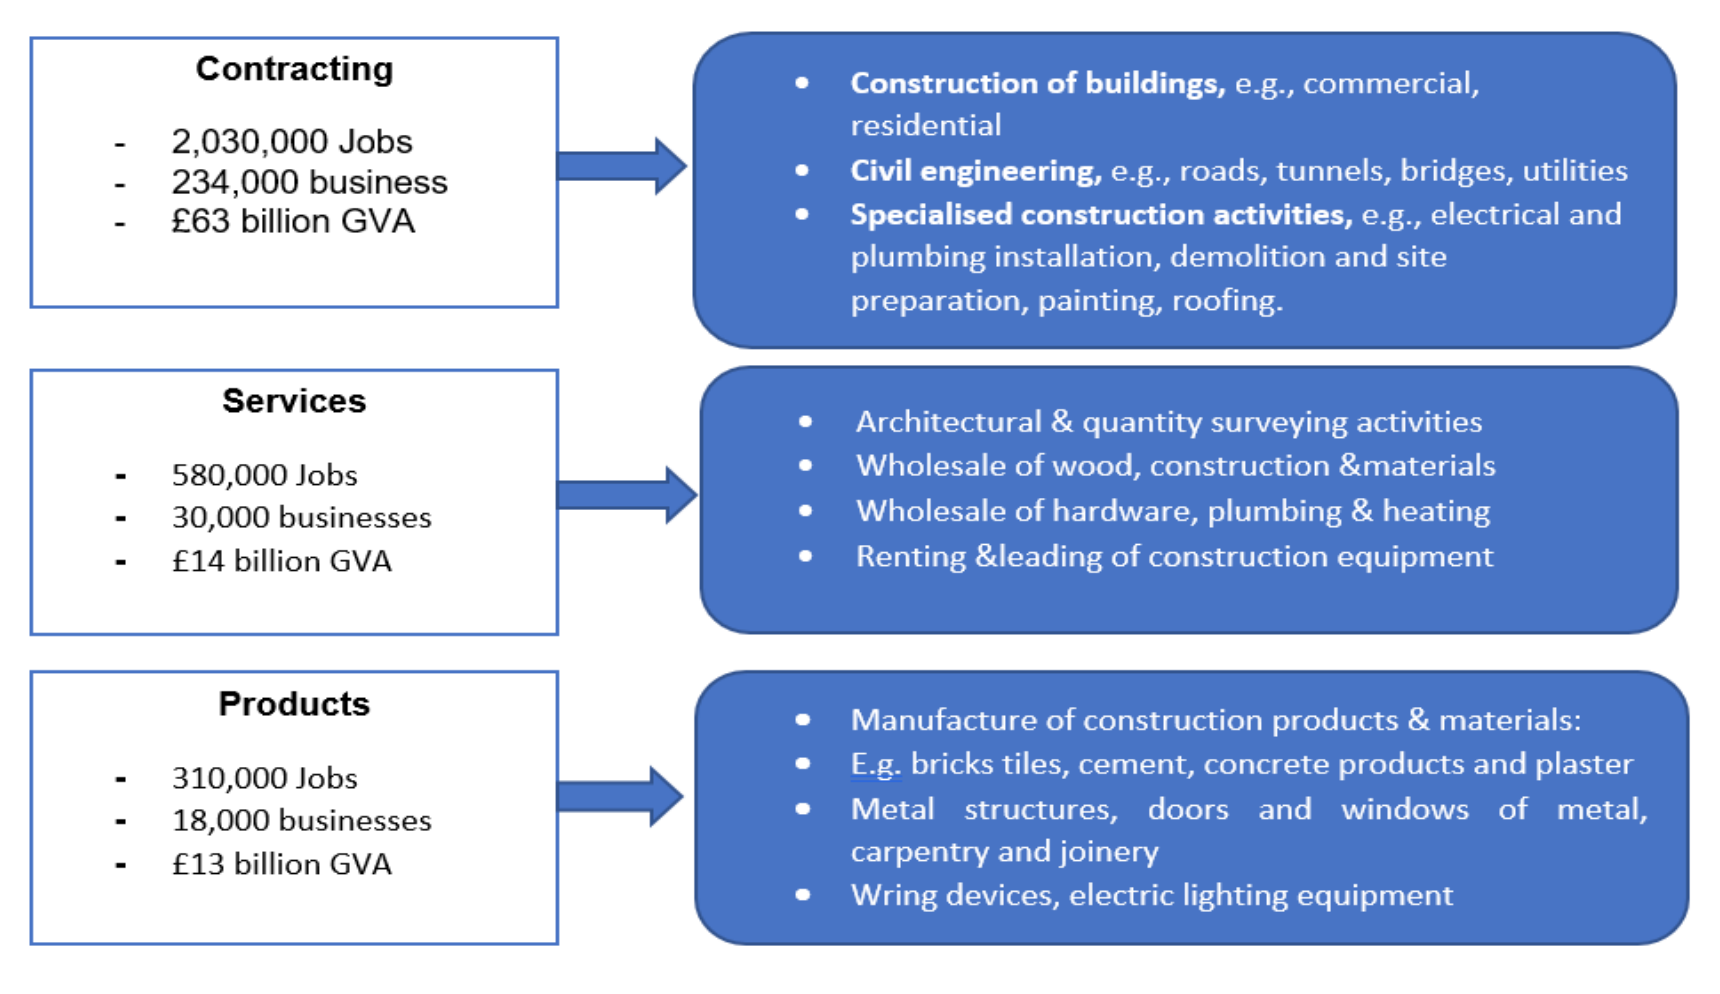 Contracting
- 2,030,000 Jobs
- 234,000 business
- £63 billion GVA
• Construction of buildings, e.g., commercial,
residential
• Civil engineering, e.g., roads, tunnels, bridges, utilities
• Specialised construction activities, e.g., electrical and
plumbing installation, demolition and site
preparation, painting, roofing.
Services
- 580,000 Jobs
- 30,000 businesses
- £14 billion GVA
• Architectural & quantity surveying activities
• Wholesale of wood, construction &materials
• Wholesale of hardware, plumbing & heating
• Renting &leading of construction equipment
Products
- 310,000 Jobs
- 18,000 businesses
- £13 billion GVA
• Manufacture of construction products & materials:
• E.g. bricks tiles, cement, concrete products and plaster
• Metal structures, doors and windows of metal,
carpentry and joinery
• Wring devices, electric lighting equipment